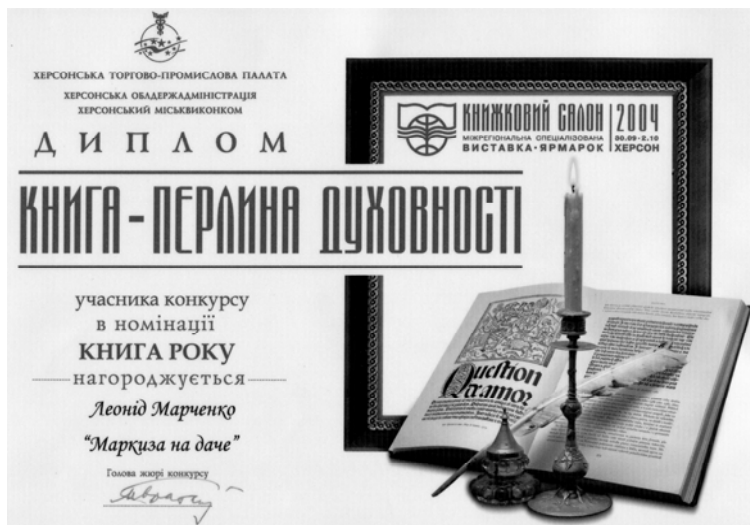 ХЕРСОНСЬКА ТОРГОВО-ПРОМИСЛОВА ПАЛАТА
ХЕРСОНСЬКА ОБЛДЕРЖАДМІНІСТРАЦІЯ
ХЕРСОНСЬКИЙ МІСЬКВИКОНКОМ
ДИПЛОМ
КНИЖКОВИЙ САЛОН 2004
МІЖРЕГІОНАЛЬНА СПЕЦІАЛІЗОВАНА 30.09-2.10
ВИСТАВКА-ЯРМАРОК ХЕРСОН
КНИГА - ПЕРЛИНА ДУХОВНОСТІ
учасника конкурсу
в номінації
КНИГА РОКУ
нагороджується
Леонід Марченко
“Маркиза на даче”
Голова журі конкурсу
Question